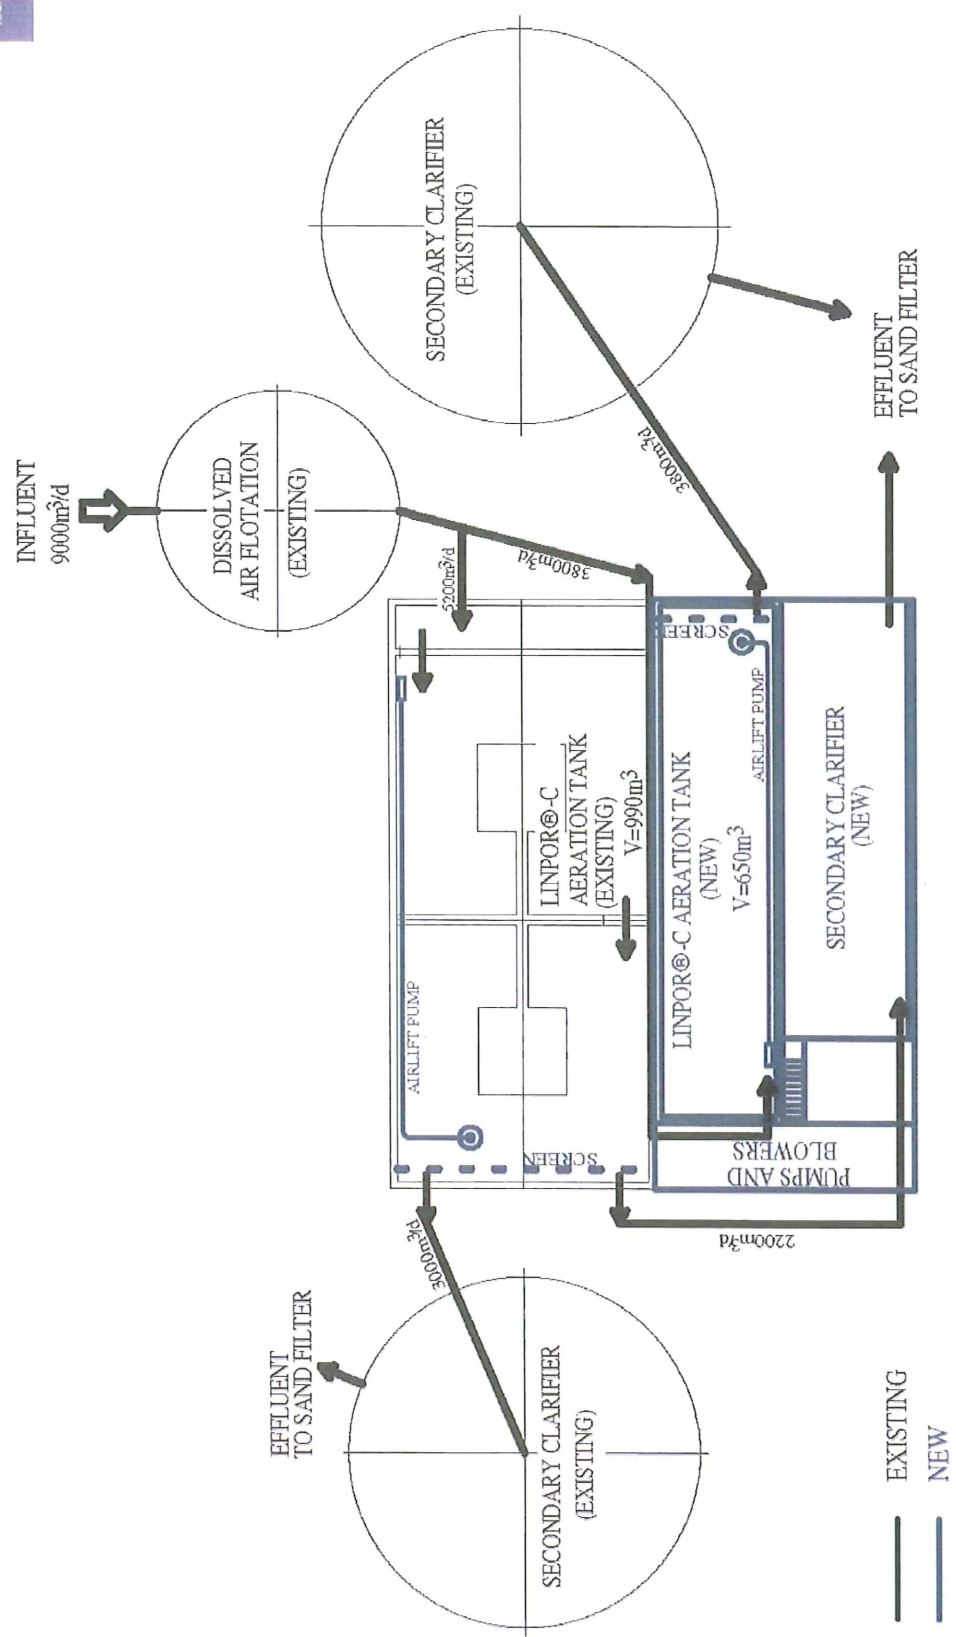 INFLUENT
9000m³/d
DISSOLVED
AIR FLOTATION
(EXISTING)
SECONDARY CLARIFIER
(EXISTING)
5200m³/d
3800m³/d
3800m³/d
EFFLUENT
TO SAND FILTER
AIRLIFT PUMP
SCREEN
LINPOR®-C
AERATION TANK
(EXISTING)
V=990m³
SCREEN
AIRLIFT PUMP
LINPOR®-C AERATION TANK
(NEW)
V=650m³
SECONDARY CLARIFIER
(NEW)
PUMPS AND
BLOWERS
2200m³/d
3000m³/d
EFFLUENT
TO SAND FILTER
SECONDARY CLARIFIER
(EXISTING)
EXISTING
NEW